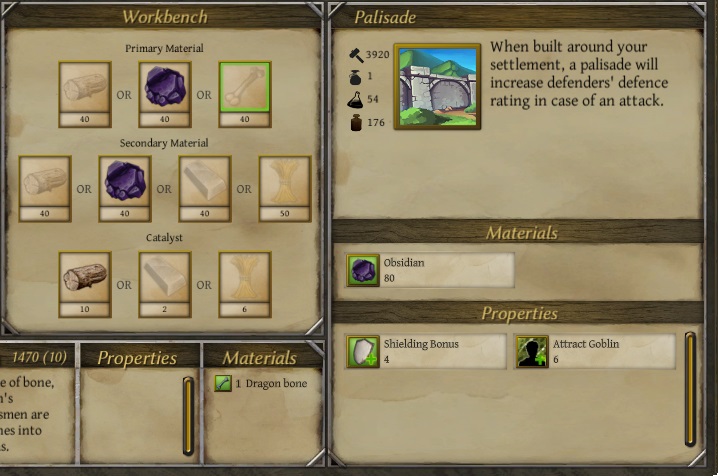 Workbench
Primary Material
OR
OR
40
40
40
Secondary Material
OR
OR
OR
40
40
40
50
Catalyst
OR
OR
10
2
6
1470 (10)
e of bone,
n's
smen are
nes into
s.
Properties
Materials
1 Dragon bone
Palisade
3920
1
54
176
When built around your
settlement, a palisade will
increase defenders' defence
rating in case of an attack.
Materials
Obsidian
80
Properties
Shielding Bonus
4
Attract Goblin
6